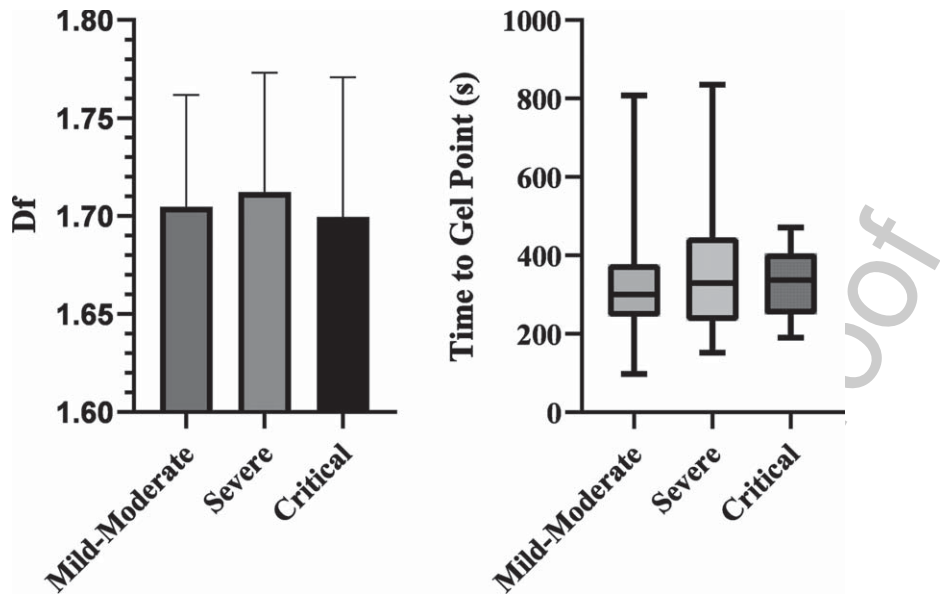 Df
1.80
1.75
1.70
1.65
1.60
Mild-Moderate
Severe
Critical
Time to Gel Point (s)
1000
800
600
400
200
0
Mild-Moderate
Severe
Critical
oof